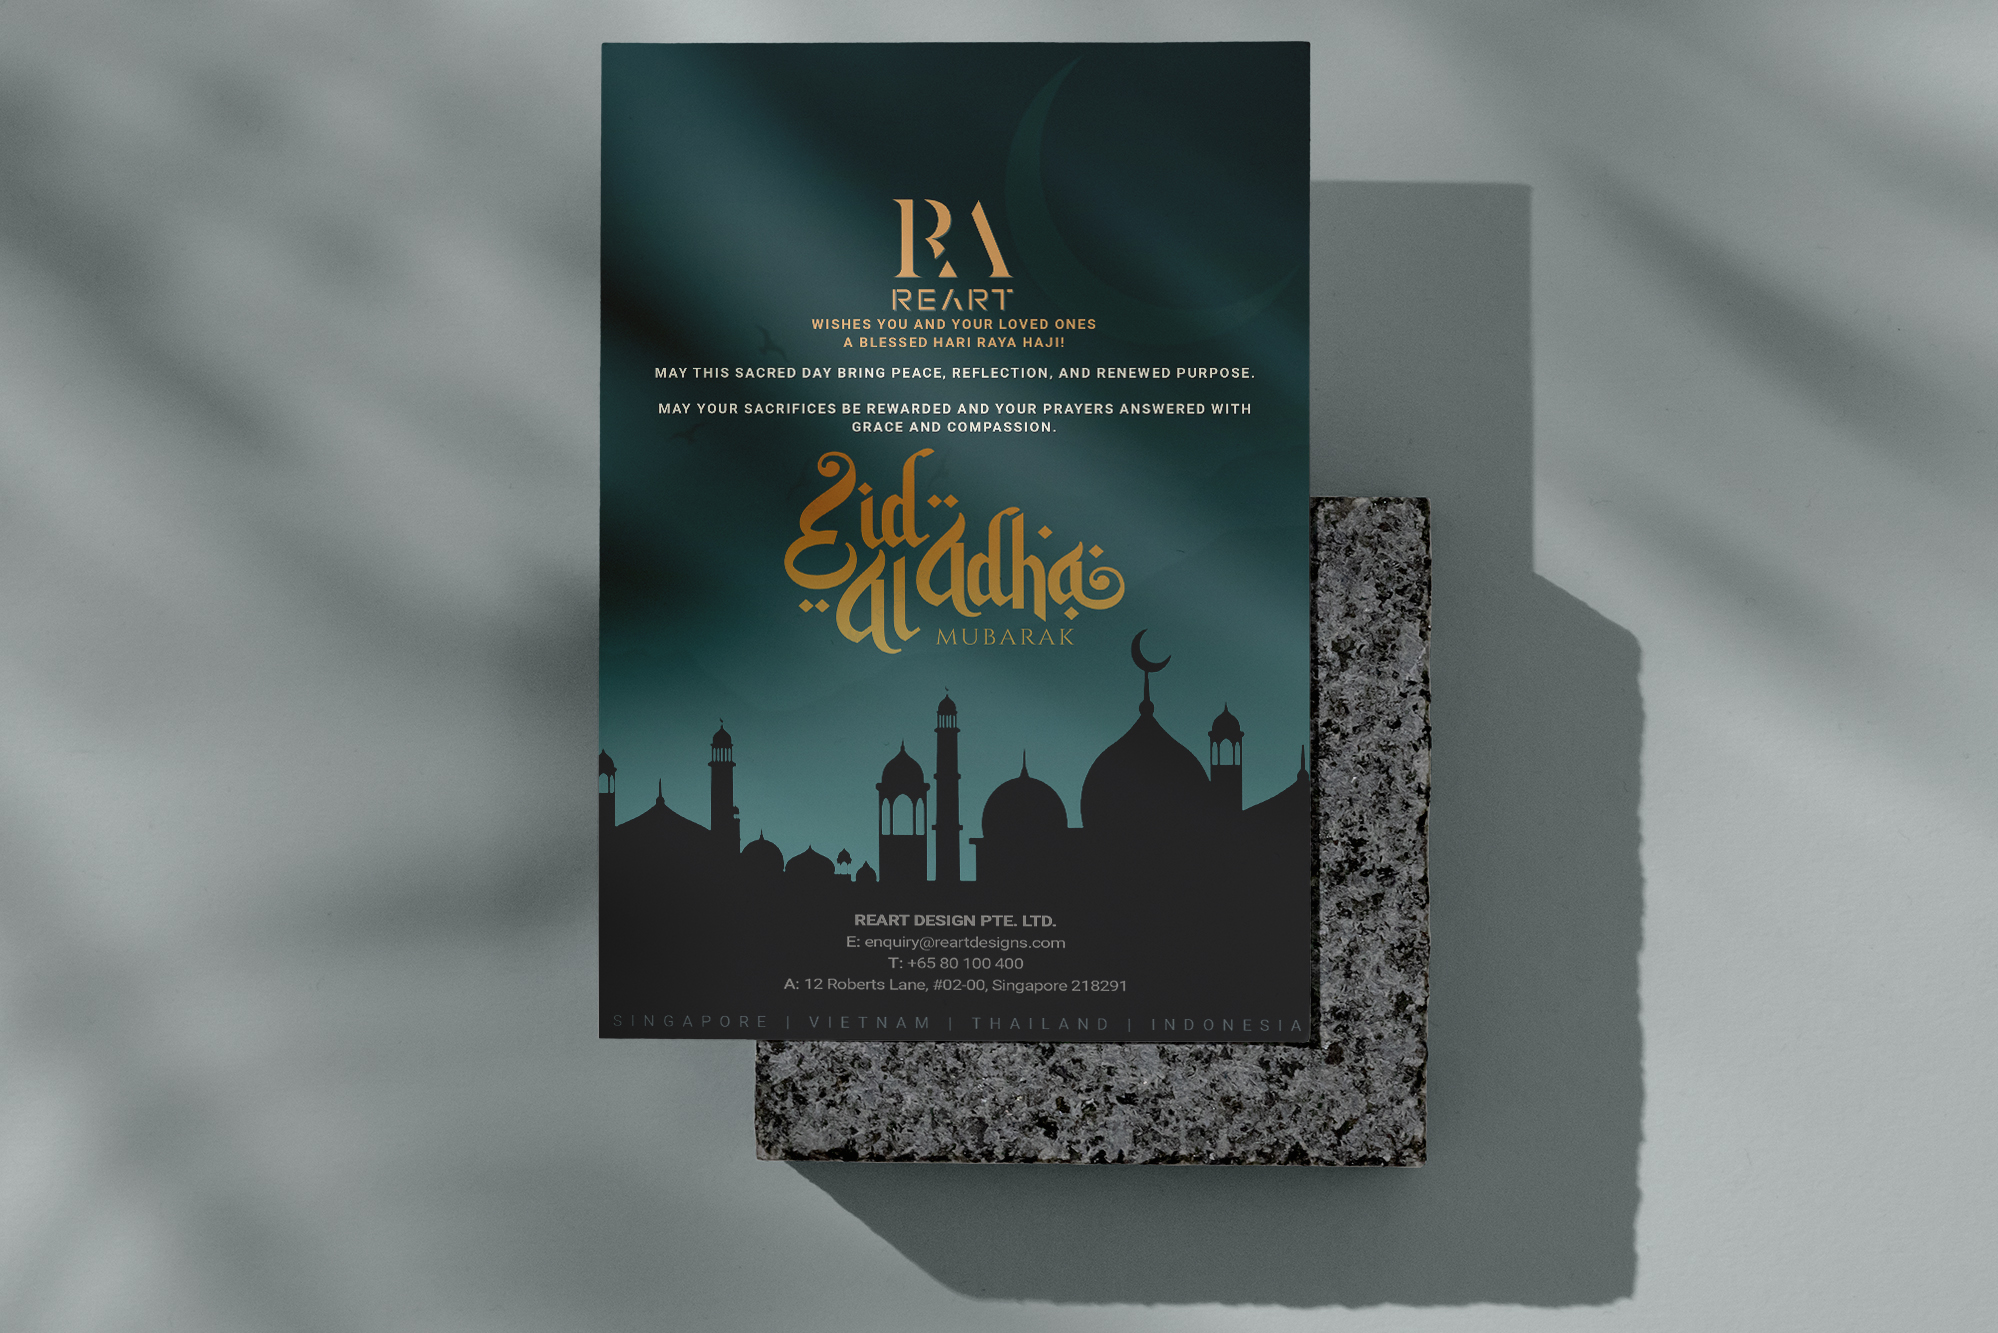 RA
REART
WISHES YOU AND YOUR LOVED ONES
A BLESSED HARI RAYA HAJI!
MAY THIS SACRED DAY BRING PEACE, REFLECTION, AND RENEWED PURPOSE.
MAY YOUR SACRIFICES BE REWARDED AND YOUR PRAYERS ANSWERED WITH
GRACE AND COMPASSION.
Eid
al Adha
MUBARAK
REART DESIGN PTE. LTD.
E: enquiry@reartdesigns.com
T: +65 80 100 400
A: 12 Roberts Lane, #02-00, Singapore 218291
SINGAPORE | VIETNAM | THAILAND | INDONESIA